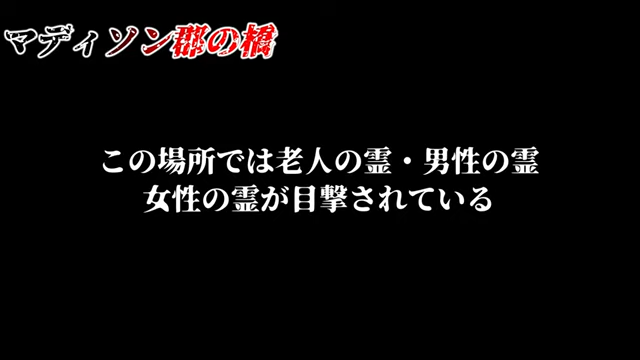 マディソン郡の橋
この場所では老人の霊・男性の霊
女性の霊が目撃されている